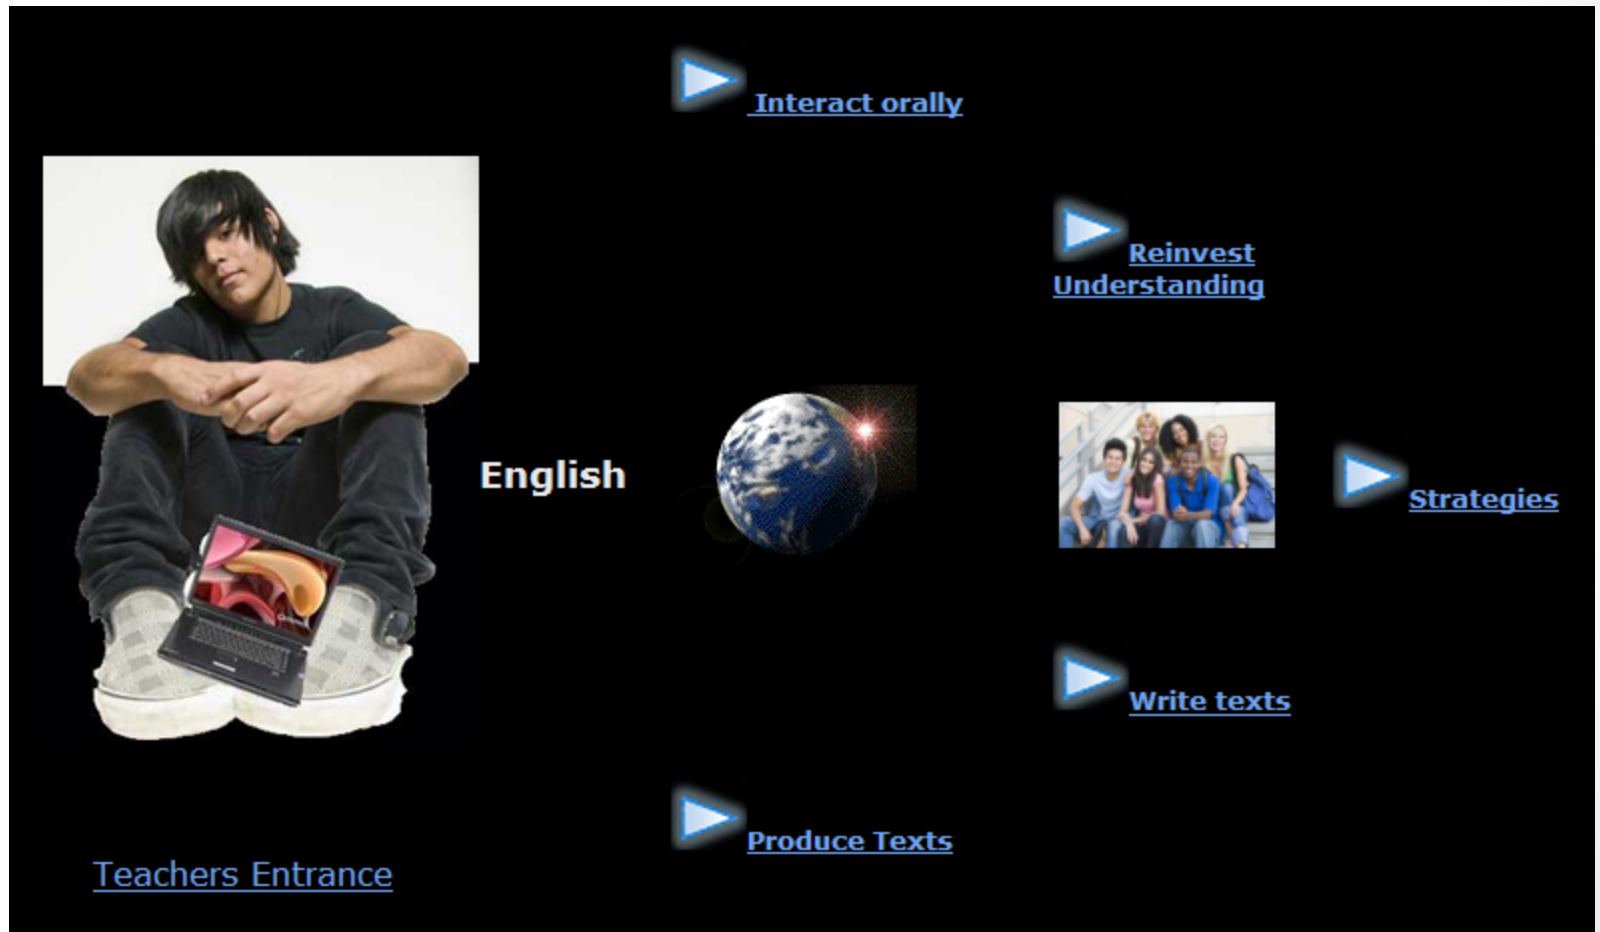 Interact orally
Reinvest
Understanding
English
Strategies
Write texts
Produce Texts
Teachers Entrance